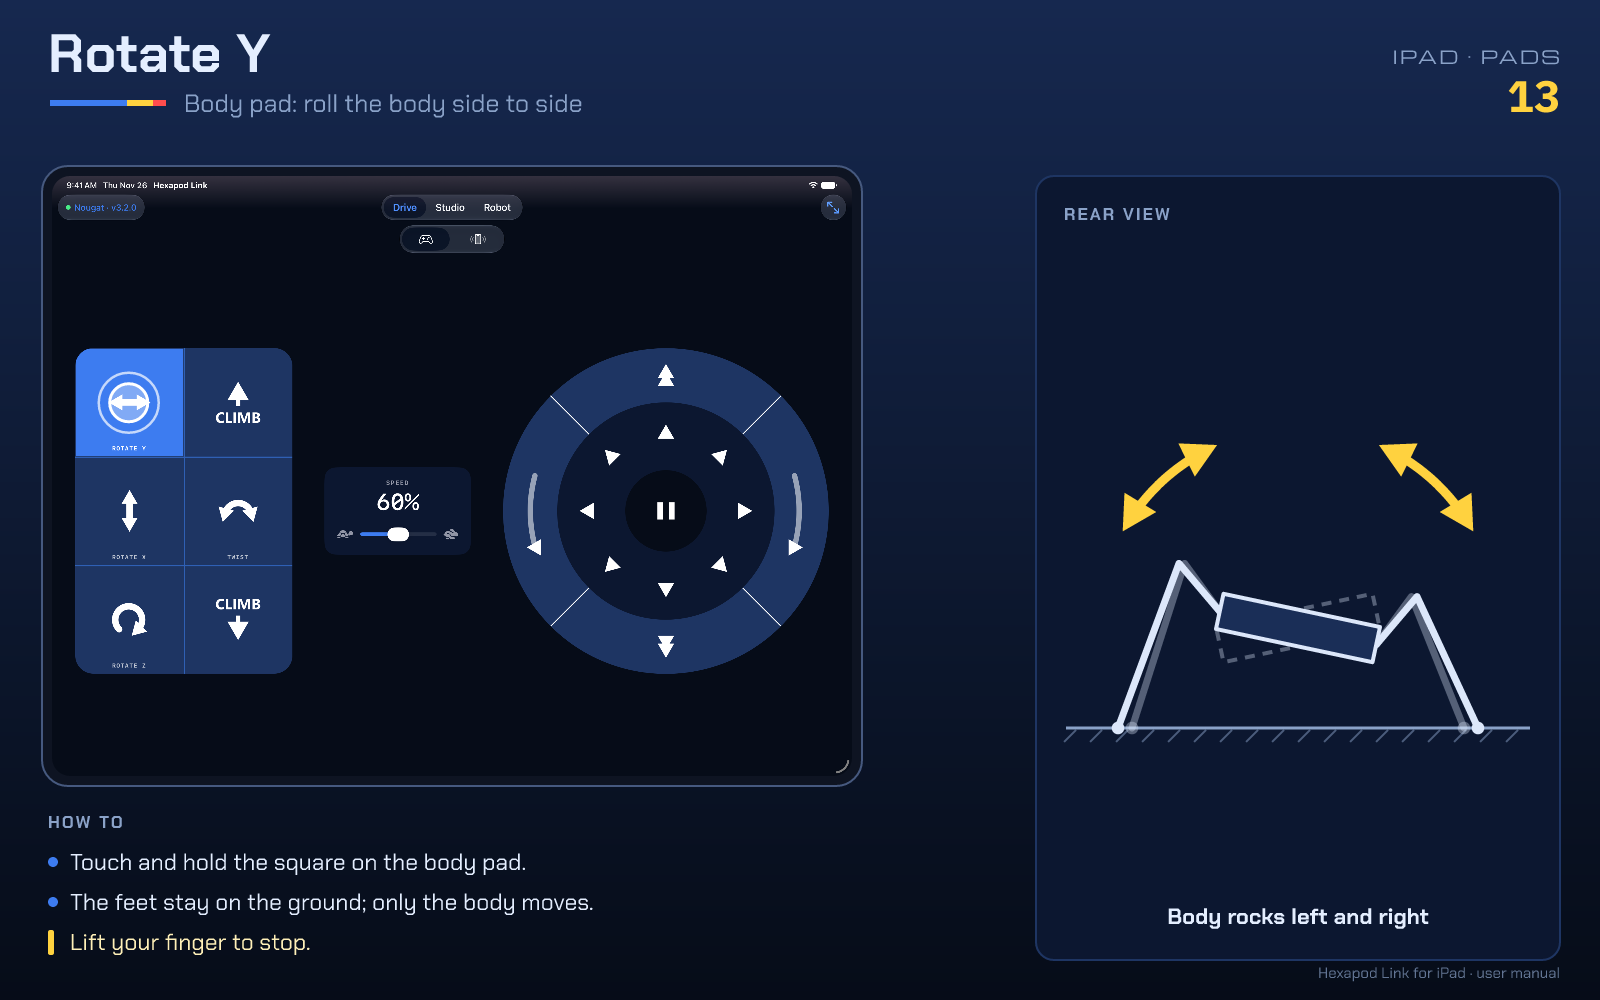 Rotate Y
Body pad: roll the body side to side
IPAD · PADS
13
9:41 AM Thu Nov 26 Hexapod Link
Nougat · v3.2.0
Drive Studio Robot
ROTATE Y
CLIMB
ROTATE X
TWIST
ROTATE Z
CLIMB
SPEED
60%
REAR VIEW
Body rocks left and right
HOW TO
Touch and hold the square on the body pad.
The feet stay on the ground; only the body moves.
Lift your finger to stop.
Hexapod Link for iPad · user manual